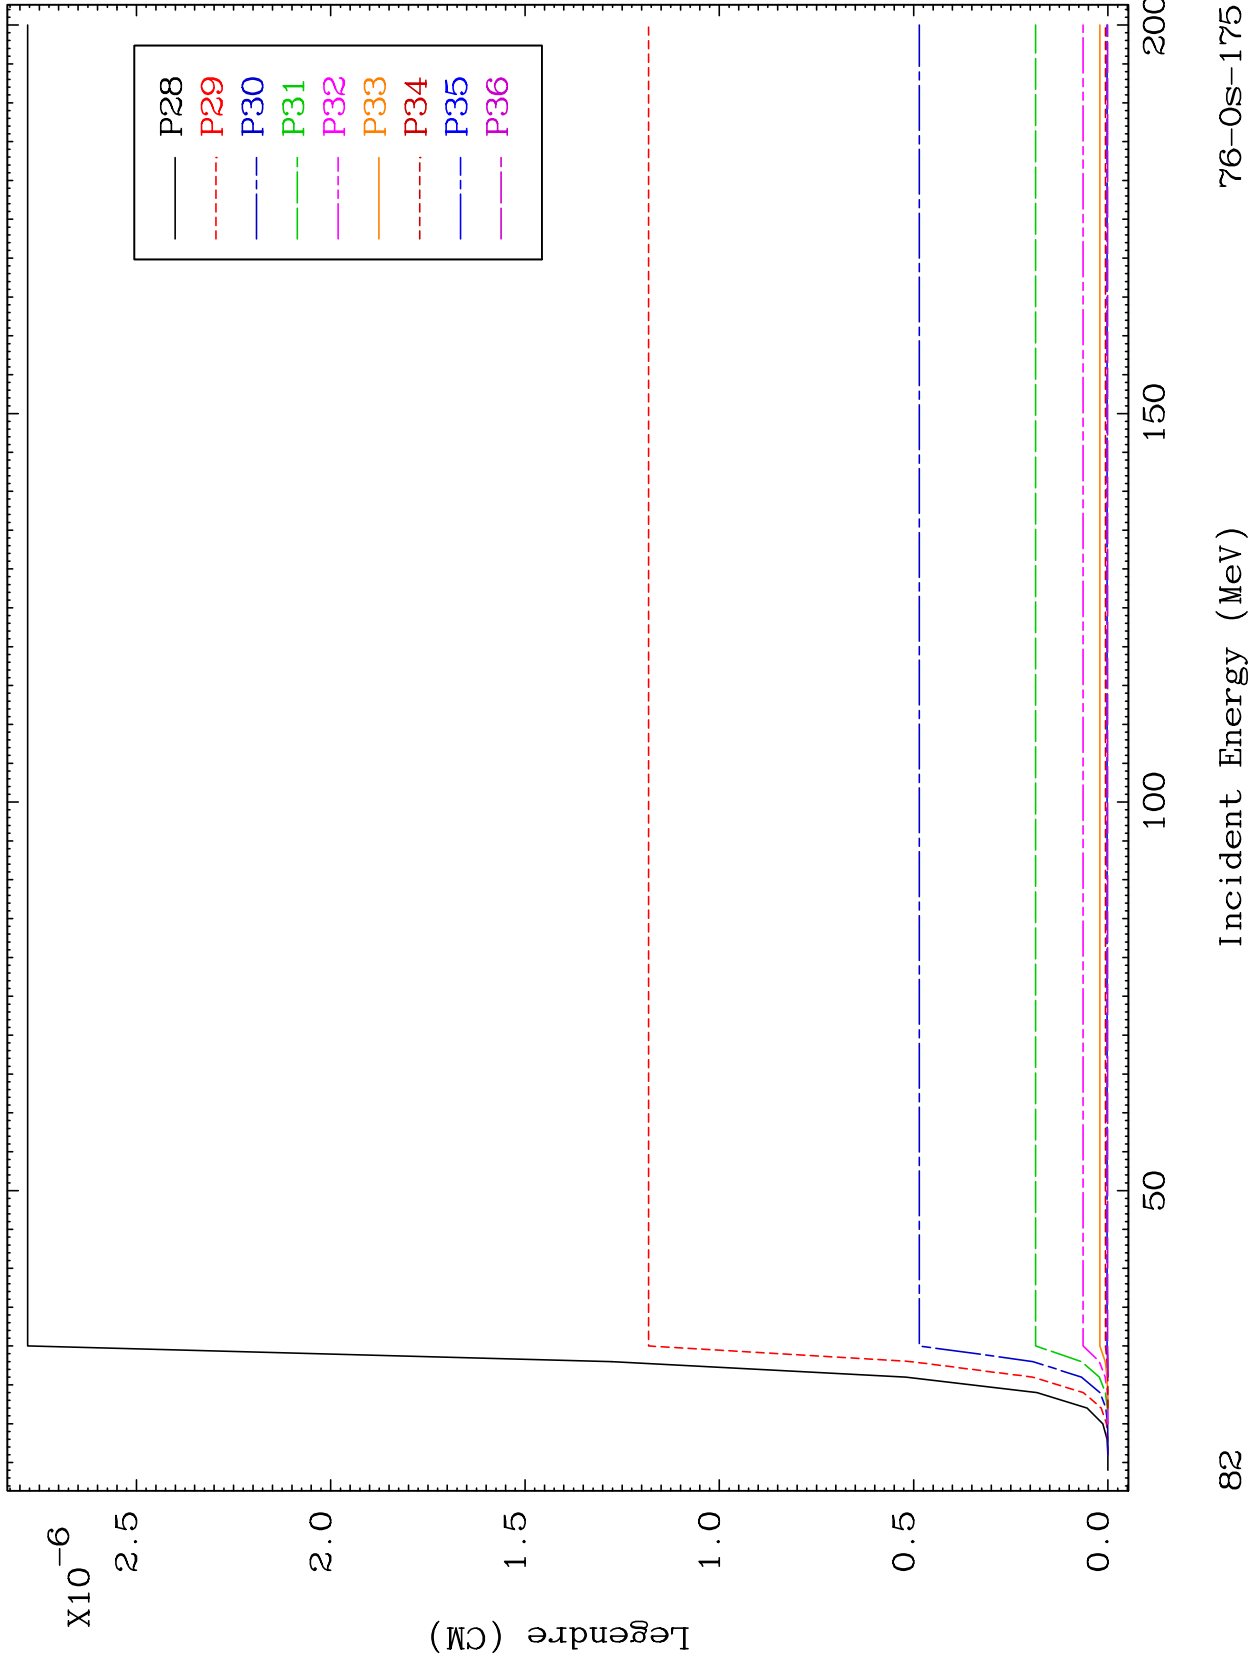 X10-6
2.5
2.0
1.5
1.0
0.5
0.0
Legendre (CM)
P28
P29
P30
P31
P32
P33
P34
P35
P36
50
100
150
200
82
Incident Energy (MeV)
76-Os-175